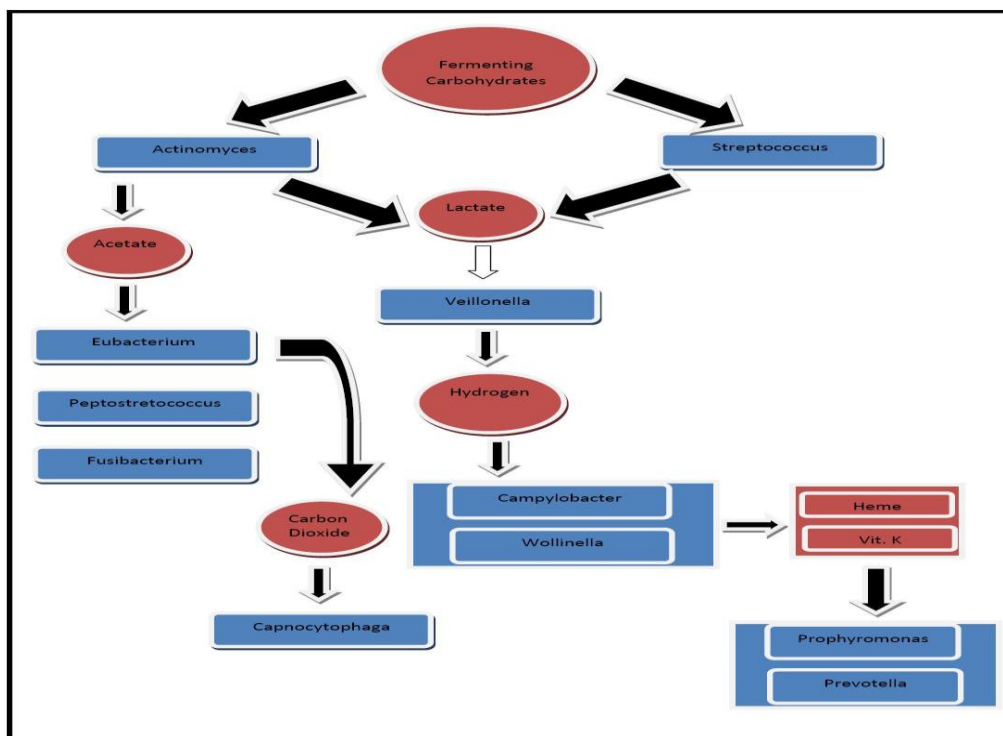 Fermenting
Carbohydrates
Actinomyces
Streptococcus
Lactate
Acetate
Veillonella
Eubacterium
Hydrogen
Peptostretococcus
Fusibacterium
Campylobacter
Heme
Carbon
Dioxide
Wollinella
Vit. K
Capnocytophaga
Prophyromonas
Prevotella